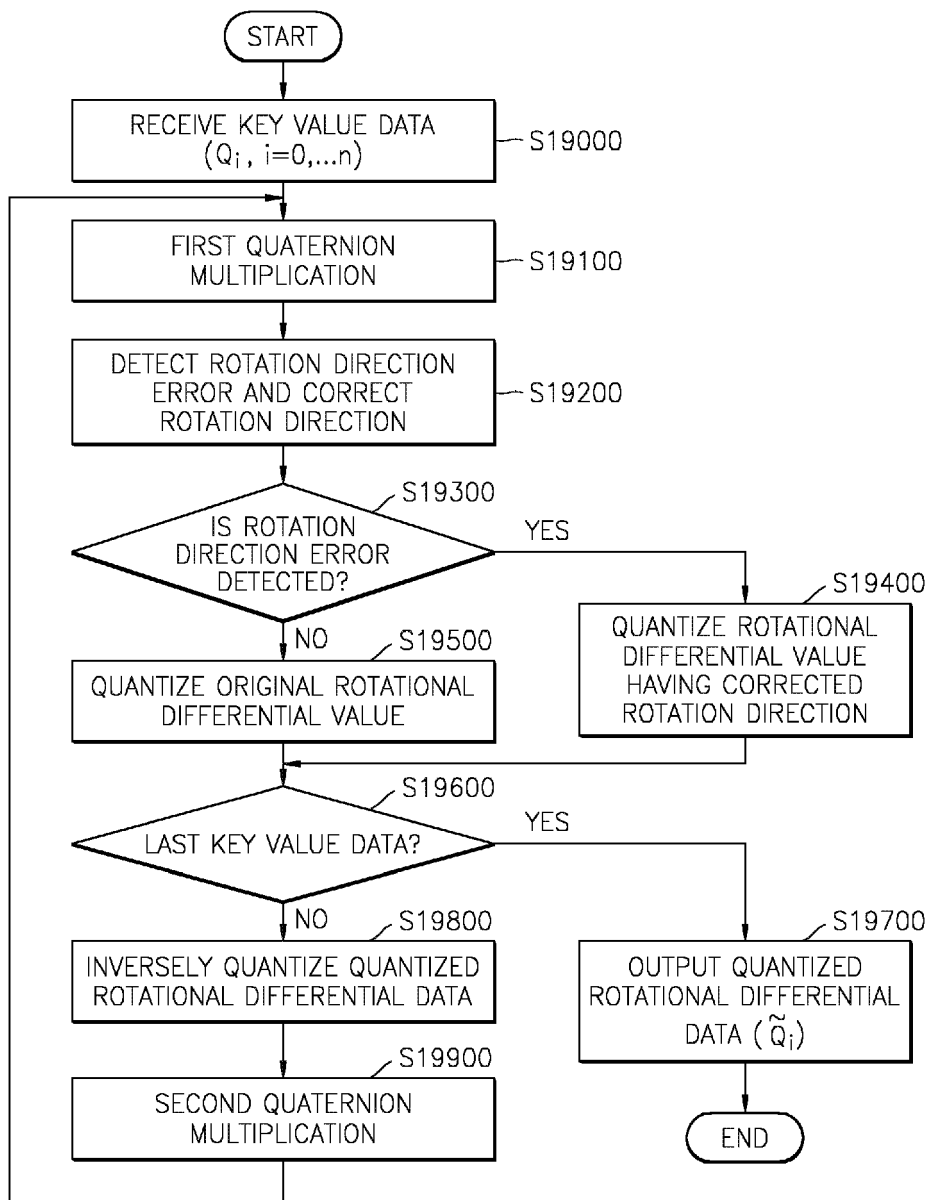 START
RECEIVE KEY VALUE DATA
(Qi, i=0,...n)
S19000
FIRST QUATERNION
MULTIPLICATION
S19100
DETECT ROTATION DIRECTION
ERROR AND CORRECT
ROTATION DIRECTION
S19200
S19300
IS ROTATION
DIRECTION ERROR
DETECTED?
YES
NO
S19400
QUANTIZE ROTATIONAL
DIFFERENTIAL VALUE
HAVING CORRECTED
ROTATION DIRECTION
S19500
QUANTIZE ORIGINAL ROTATIONAL
DIFFERENTIAL VALUE
S19600
LAST KEY VALUE DATA?
YES
NO
S19700
OUTPUT QUANTIZED
ROTATIONAL DIFFERENTIAL
DATA (Q̃i)
END
S19800
INVERSELY QUANTIZE QUANTIZED
ROTATIONAL DIFFERENTIAL DATA
S19900
SECOND QUATERNION
MULTIPLICATION